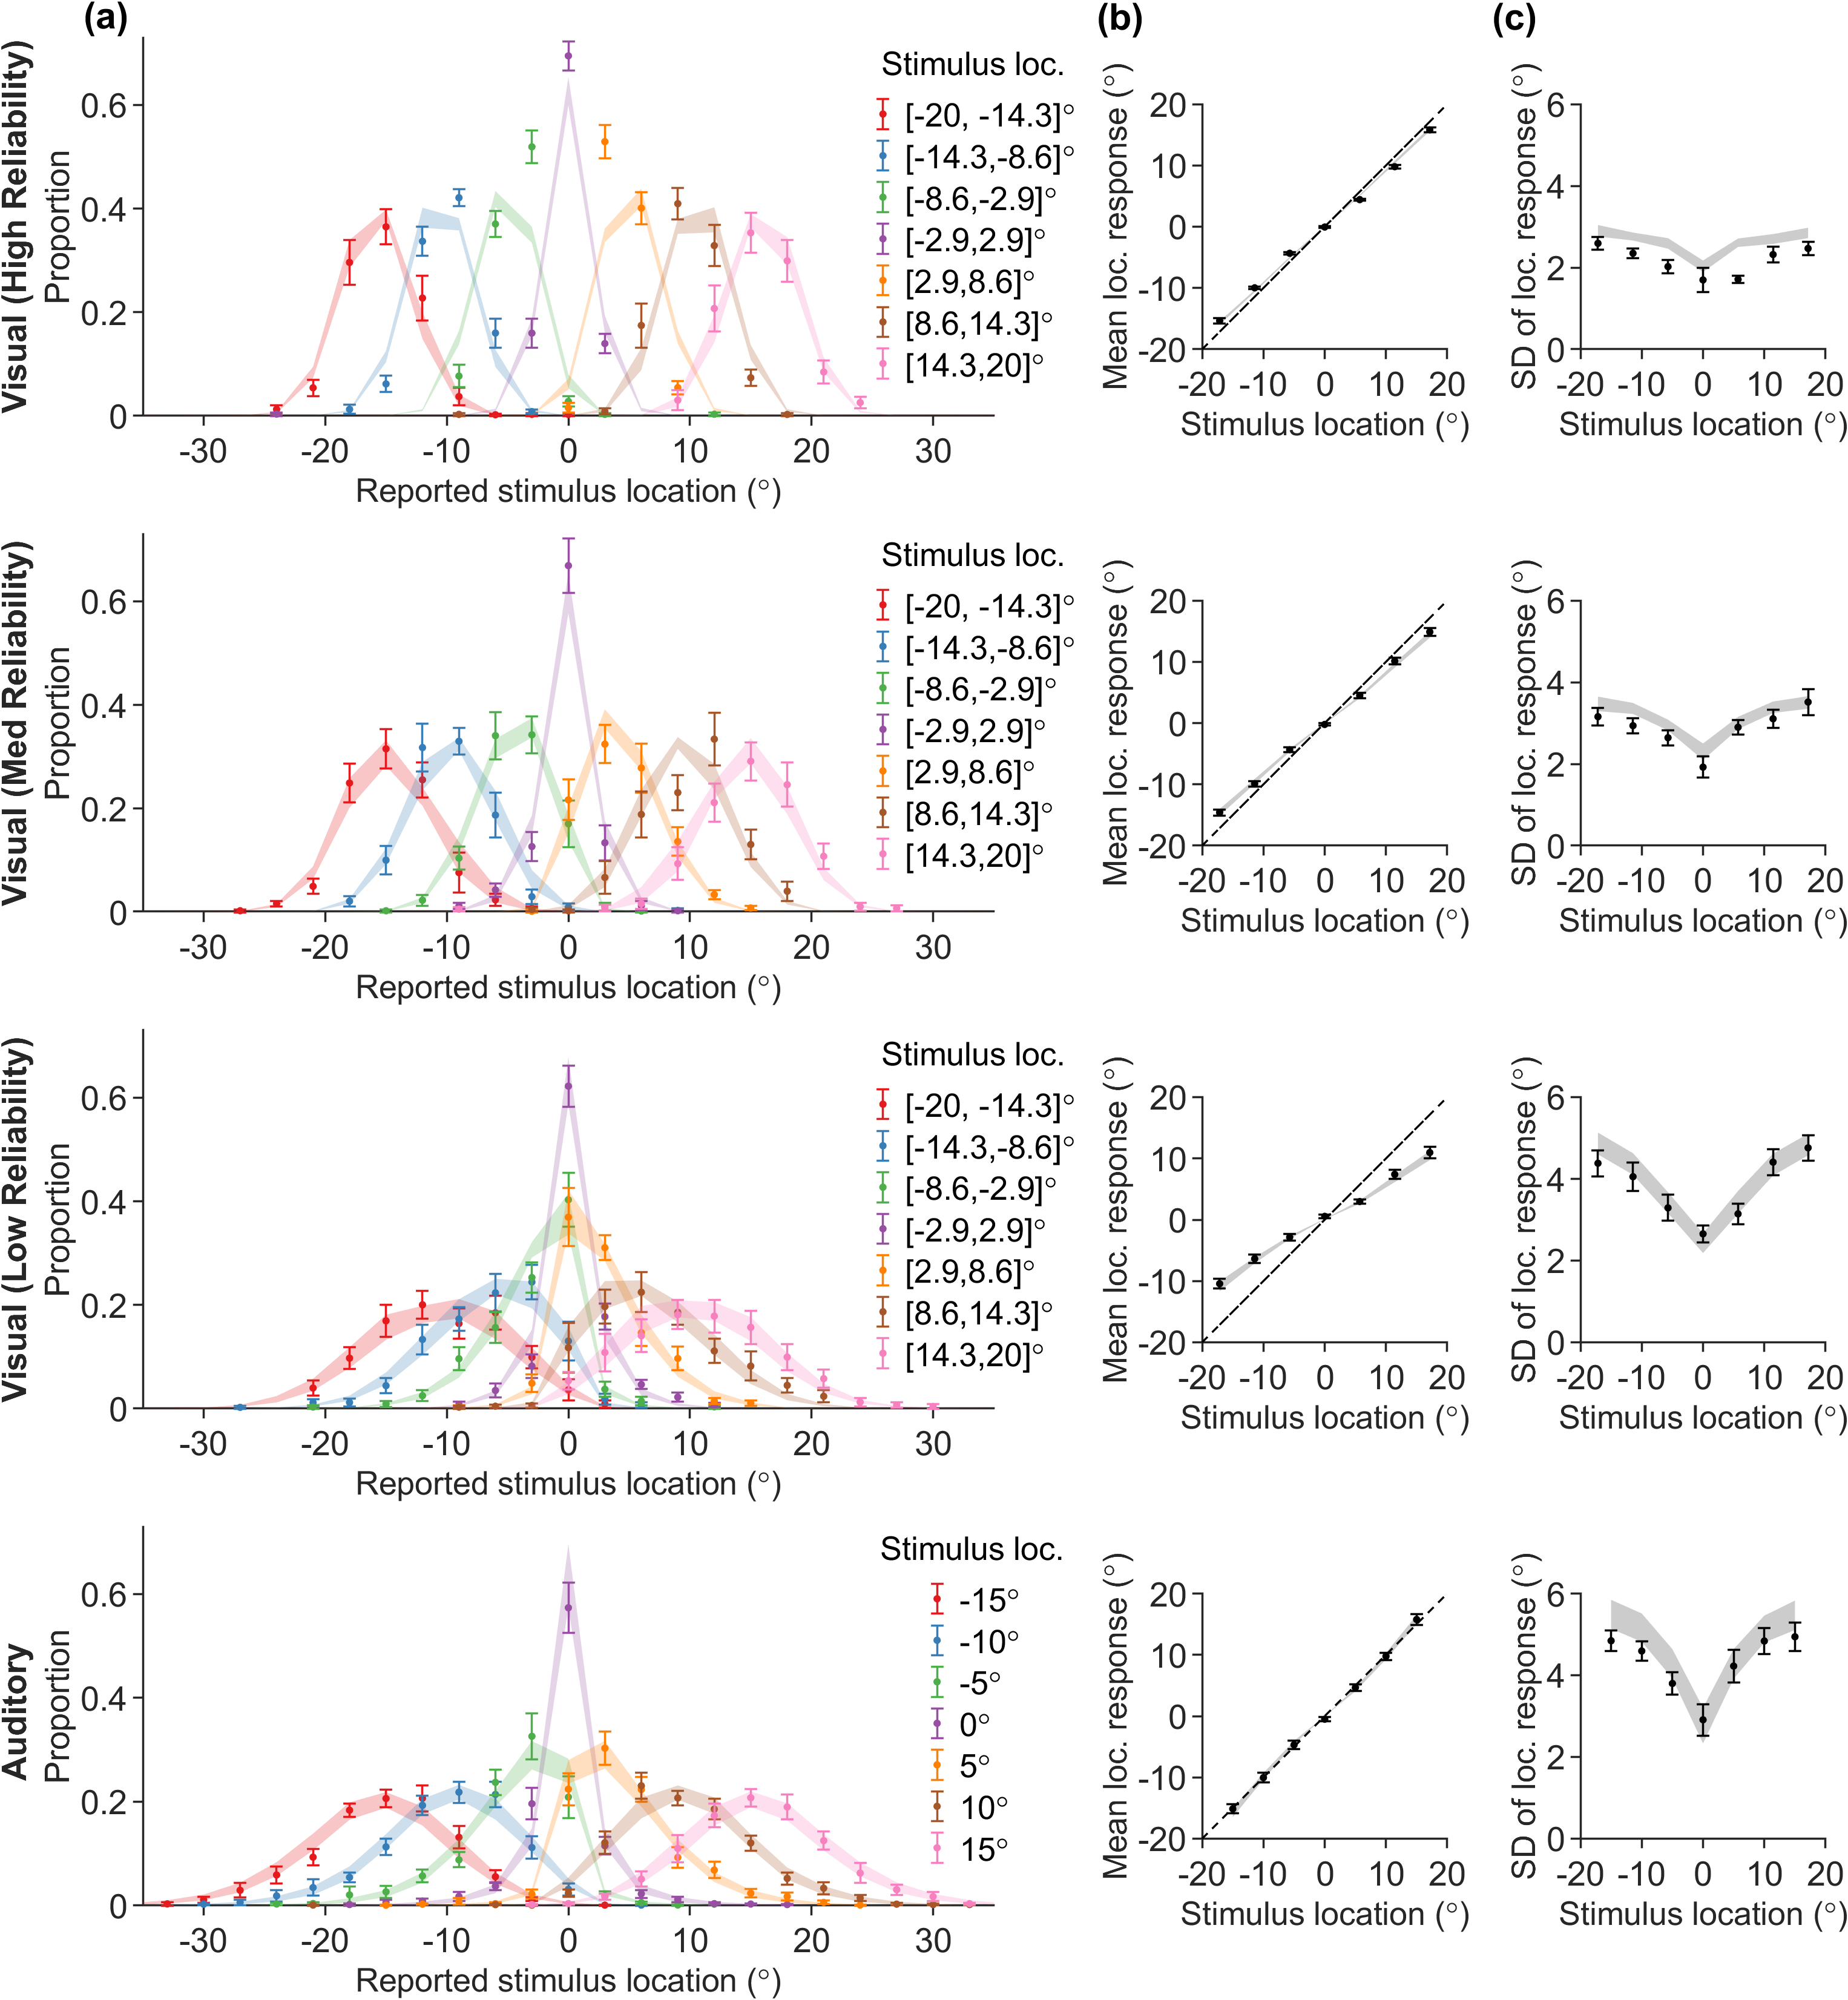 (a)
(b)
(c)
Visual (High Reliability)
Proportion
0.6
0.4
0.2
0
-30 -20 -10 0 10 20 30
Reported stimulus location (°)
Stimulus loc.
[-20, -14.3]°
[-14.3,-8.6]°
[-8.6,-2.9]°
[-2.9,2.9]°
[2.9,8.6]°
[8.6,14.3]°
[14.3,20]°
Mean loc. response (°)
20
10
0
-10
-20
-20 -10 0 10 20
Stimulus location (°)
SD of loc. response (°)
6
4
2
0
-20 -10 0 10 20
Stimulus location (°)
Visual (Med Reliability)
Proportion
0.6
0.4
0.2
0
-30 -20 -10 0 10 20 30
Reported stimulus location (°)
Stimulus loc.
[-20, -14.3]°
[-14.3,-8.6]°
[-8.6,-2.9]°
[-2.9,2.9]°
[2.9,8.6]°
[8.6,14.3]°
[14.3,20]°
Mean loc. response (°)
20
10
0
-10
-20
-20 -10 0 10 20
Stimulus location (°)
SD of loc. response (°)
6
4
2
0
-20 -10 0 10 20
Stimulus location (°)
Visual (Low Reliability)
Proportion
0.6
0.4
0.2
0
-30 -20 -10 0 10 20 30
Reported stimulus location (°)
Stimulus loc.
[-20, -14.3]°
[-14.3,-8.6]°
[-8.6,-2.9]°
[-2.9,2.9]°
[2.9,8.6]°
[8.6,14.3]°
[14.3,20]°
Mean loc. response (°)
20
10
0
-10
-20
-20 -10 0 10 20
Stimulus location (°)
SD of loc. response (°)
6
4
2
0
-20 -10 0 10 20
Stimulus location (°)
Auditory
Proportion
0.6
0.4
0.2
0
-30 -20 -10 0 10 20 30
Reported stimulus location (°)
Stimulus loc.
-15°
-10°
-5°
0°
5°
10°
15°
Mean loc. response (°)
20
10
0
-10
-20
-20 -10 0 10 20
Stimulus location (°)
SD of loc. response (°)
6
4
2
0
-20 -10 0 10 20
Stimulus location (°)